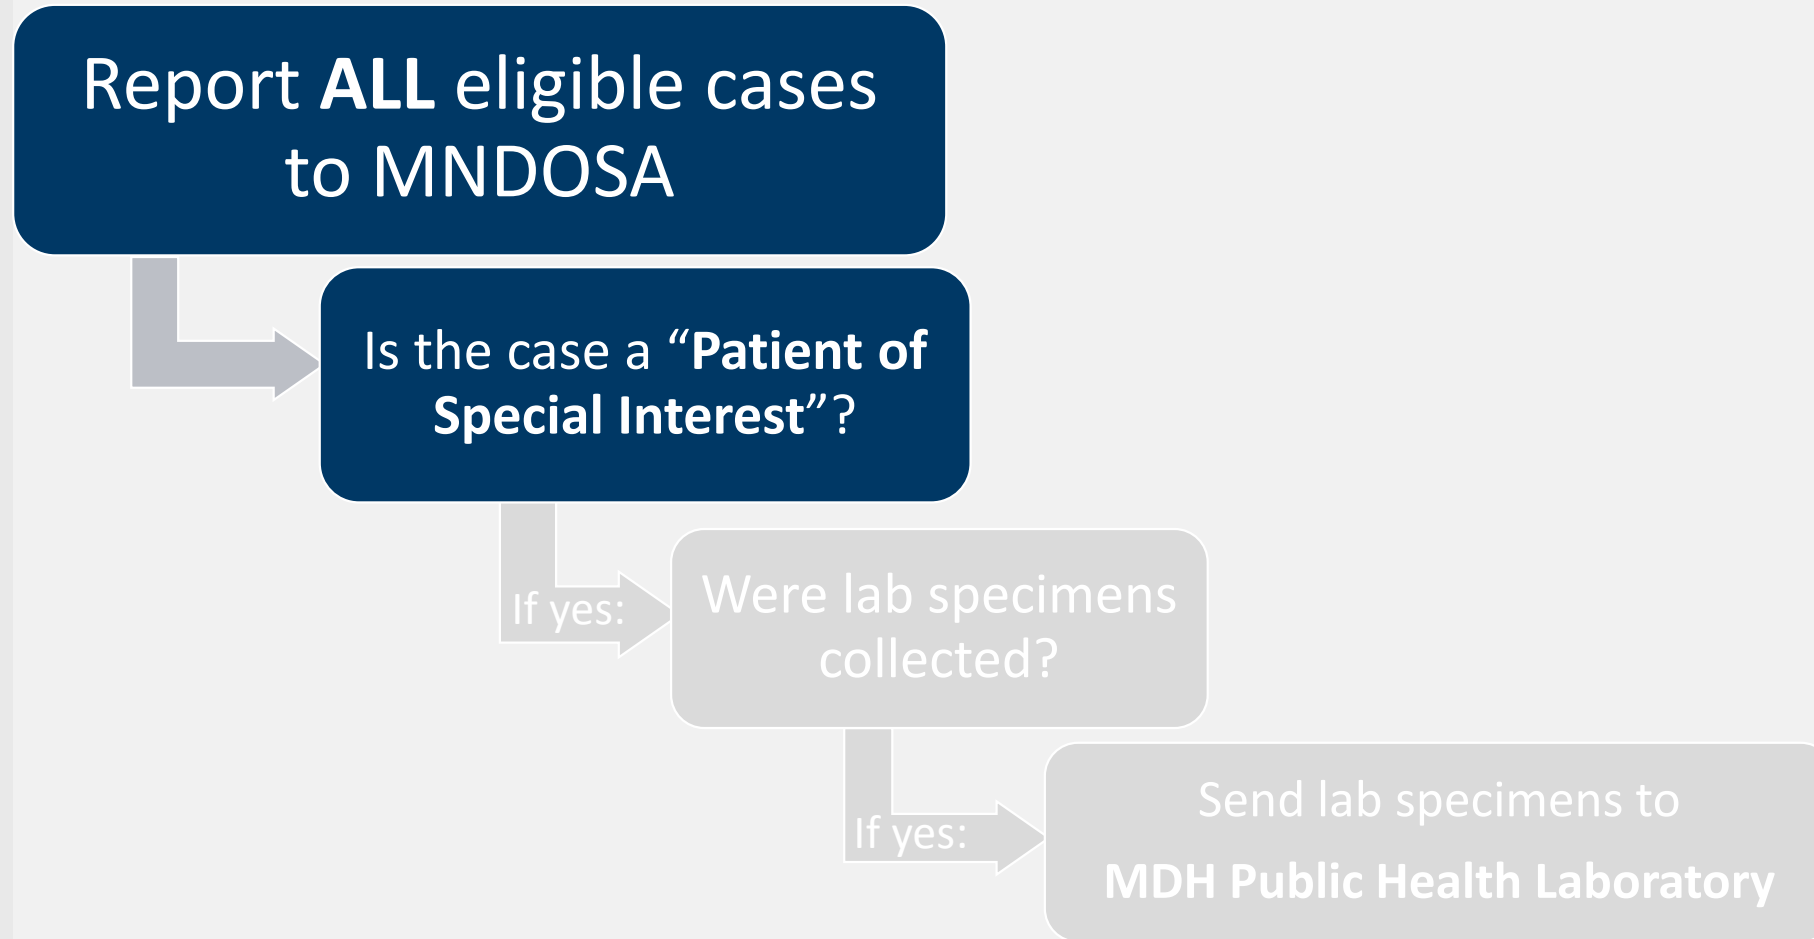 Report ALL eligible cases
to MNDOSA
Is the case a “Patient of
Special Interest”?
If yes:
Were lab specimens
collected?
If yes:
Send lab specimens to
MDH Public Health Laboratory